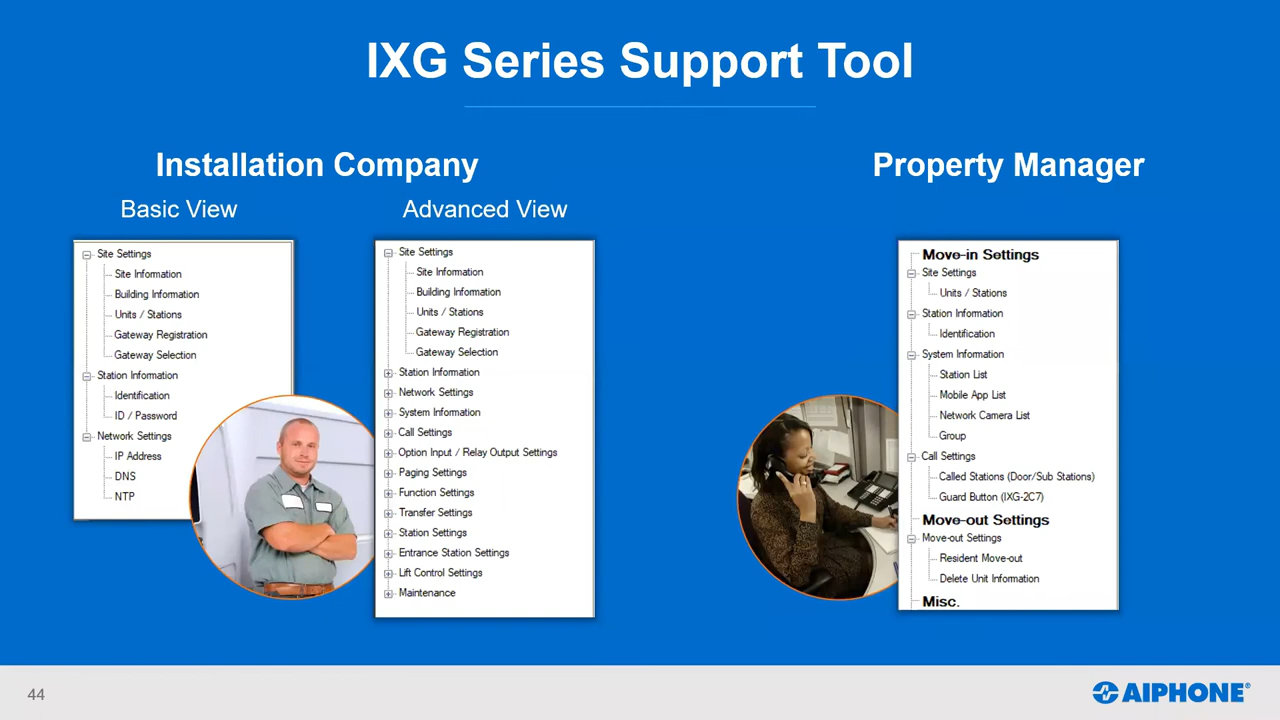 IXG Series Support Tool
Installation Company
Basic View
Site Settings
Site Information
Building Information
Units / Stations
Gateway Registration
Gateway Selection
Station Information
Identification
ID / Password
Network Settings
IP Address
DNS
NTP
Advanced View
Site Settings
Site Information
Building Information
Units / Stations
Gateway Registration
Gateway Selection
Station Information
Network Settings
System Information
Call Settings
Option Input / Relay Output Settings
Paging Settings
Function Settings
Transfer Settings
Station Settings
Entrance Station Settings
Lift Control Settings
Maintenance
Property Manager
Move-in Settings
Site Settings
Units / Stations
Station Information
Identification
System Information
Station List
Mobile App List
Network Camera List
Group
Call Settings
Called Stations (Door/Sub Stations)
Guard Button (IXG-2C7)
Move-out Settings
Move-out Settings
Resident Move-out
Delete Unit Information
Misc.
44
AIPHONE®